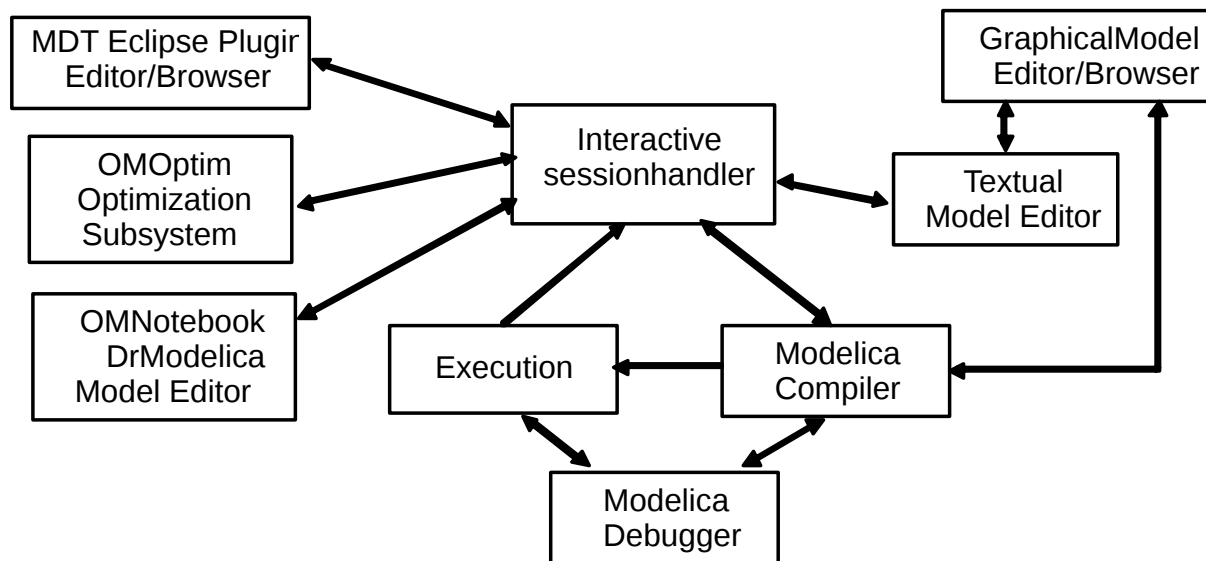 MDT Eclipse Plugin
Editor/Browser
GraphicalModel
Editor/Browser
Interactive
sessionhandler
OMOptim
Optimization
Subsystem
Textual
Model Editor
OMNotebook
DrModelica
Model Editor
Execution
Modelica
Compiler
Modelica
Debugger